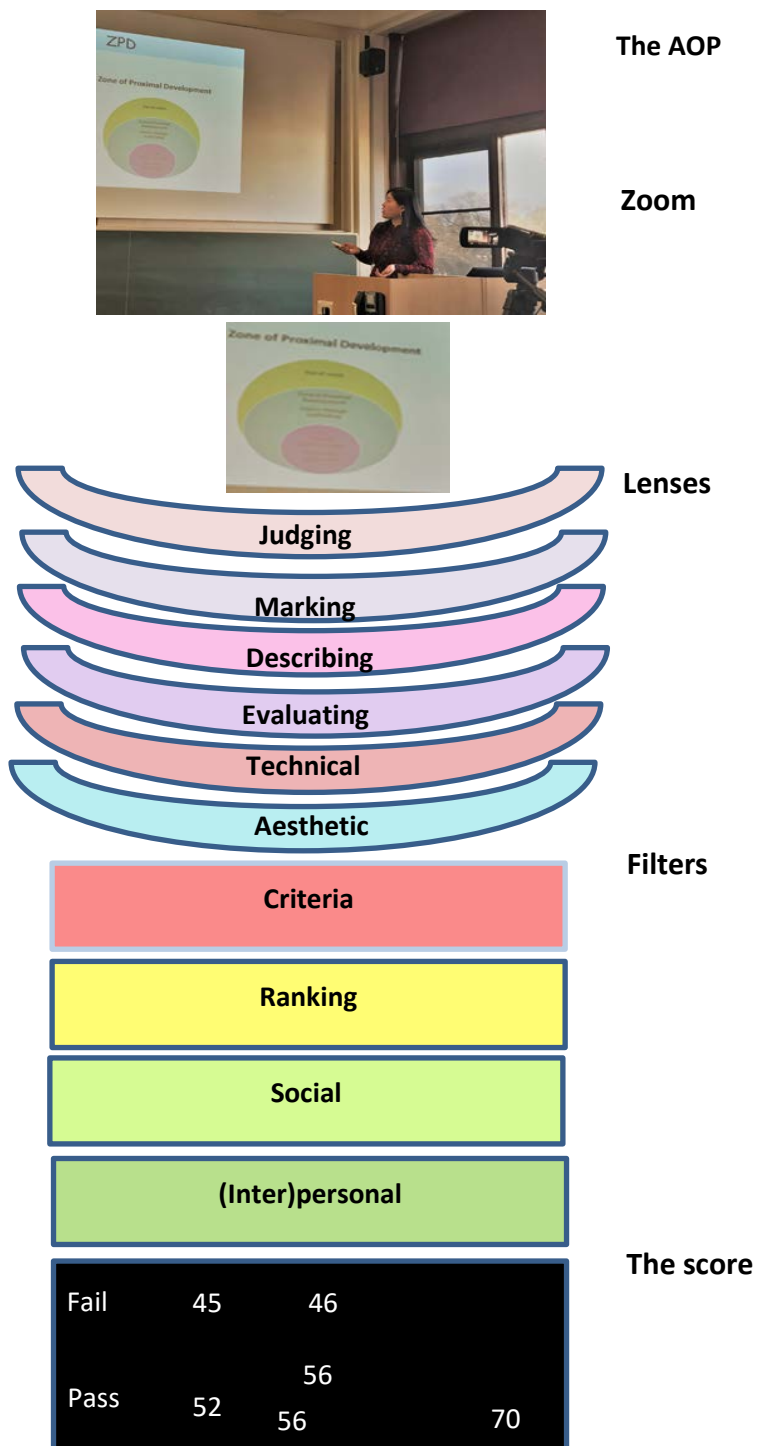 The AOP
ZPD
Zone of Proximal Development
Zoom
Zone of Proximal Development
Lenses
Judging
Marking
Describing
Evaluating
Technical
Aesthetic
Filters
Criteria
Ranking
Social
(Inter)personal
The score
Fail 45 46
56
Pass 52 56 70